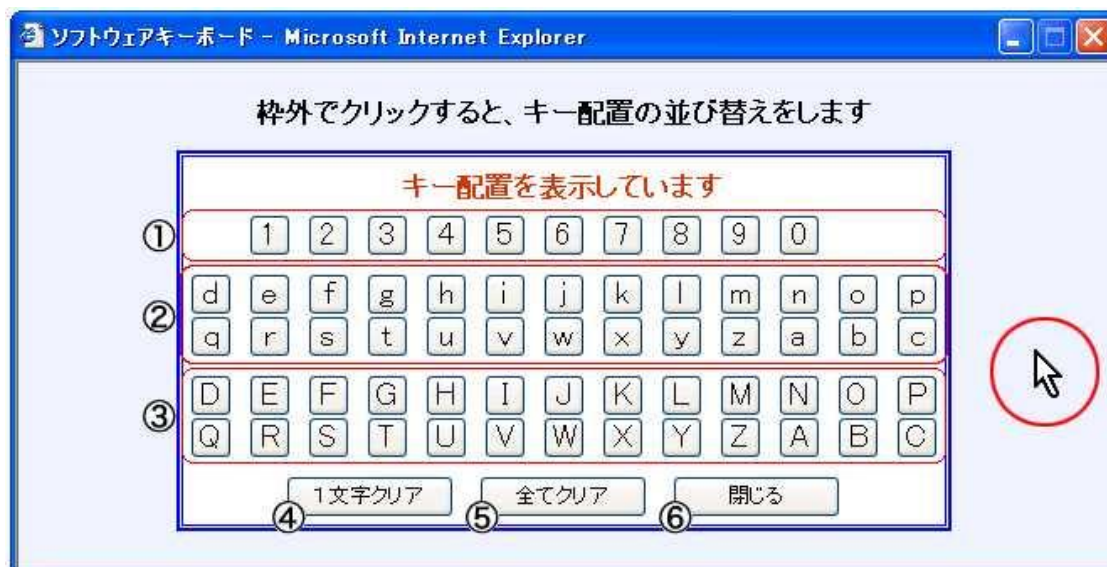 ソフトウェアキーボード - Microsoft Internet Explorer
枠外でクリックすると、キー配置の並び替えをします
キー配置を表示しています
① 1 2 3 4 5 6 7 8 9 0
② d e f g h i j k l m n o p
q r s t u v w x y z a b c
③ D E F G H I J K L M N O P
Q R S T U V W X Y Z A B C
④ 1文字クリア ⑤ 全てクリア ⑥ 閉じる